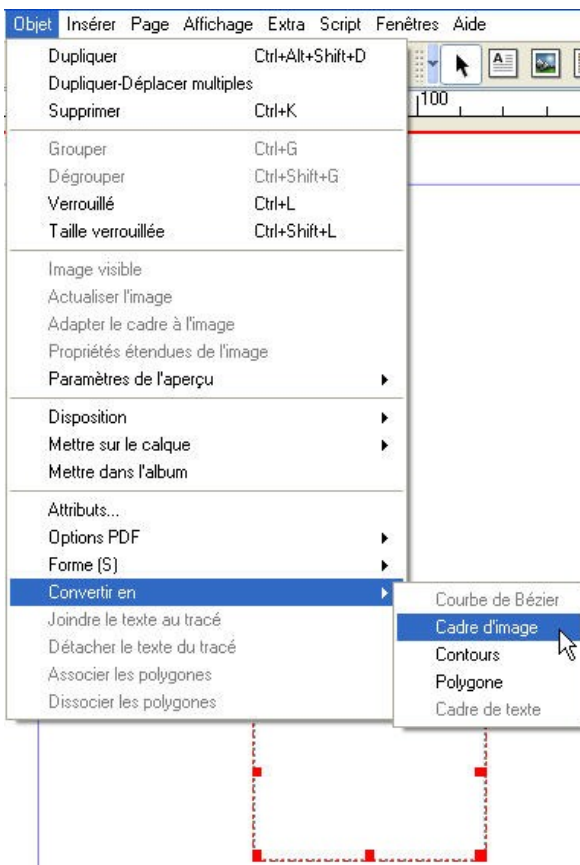 Objet Insérer Page Affichage Extra Script Fenêtres Aide
Dupliquer Ctrl+Alt+Shift+D
Dupliquer-Déplacer multiples
Supprimer Ctrl+K
100
Grouper Ctrl+G
Dégrouper Ctrl+Shift+G
Verrouillé Ctrl+L
Taille verrouillée Ctrl+Shift+L
Image visible
Actualiser l'image
Adapter le cadre à l'image
Propriétés étendues de l'image
Paramètres de l'aperçu
Disposition
Mettre sur le calque
Mettre dans l'album
Attributs...
Options PDF
Forme (S)
Convertir en
Joindre le texte au tracé
Détacher le texte du tracé
Associer les polygones
Dissocier les polygones
Courbe de Bézier
Cadre d'image
Contours
Polygone
Cadre de texte